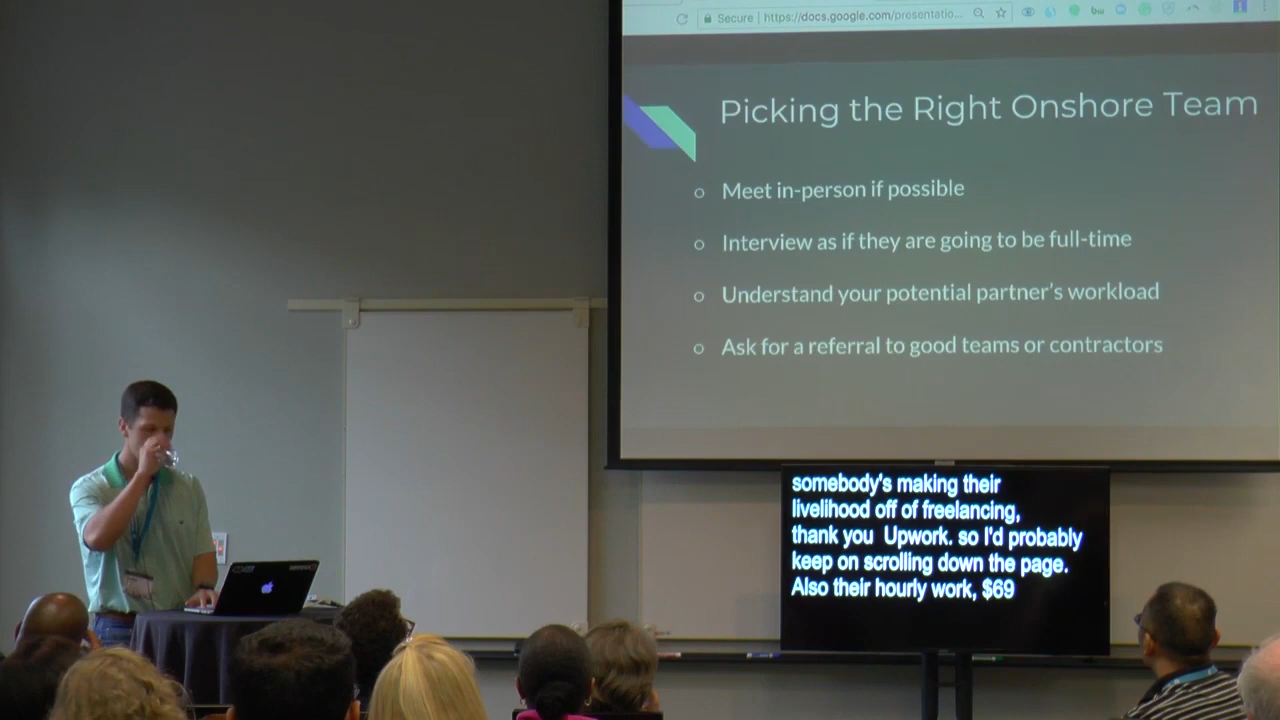 Secure | https://docs.google.com/presentatio...
Picking the Right Onshore Team
Meet in-person if possible
Interview as if they are going to be full-time
Understand your potential partner's workload
Ask for a referral to good teams or contractors
somebody's making their
livelihood off of freelancing,
thank you Upwork. so I'd probably
keep on scrolling down the page.
Also their hourly work, $69